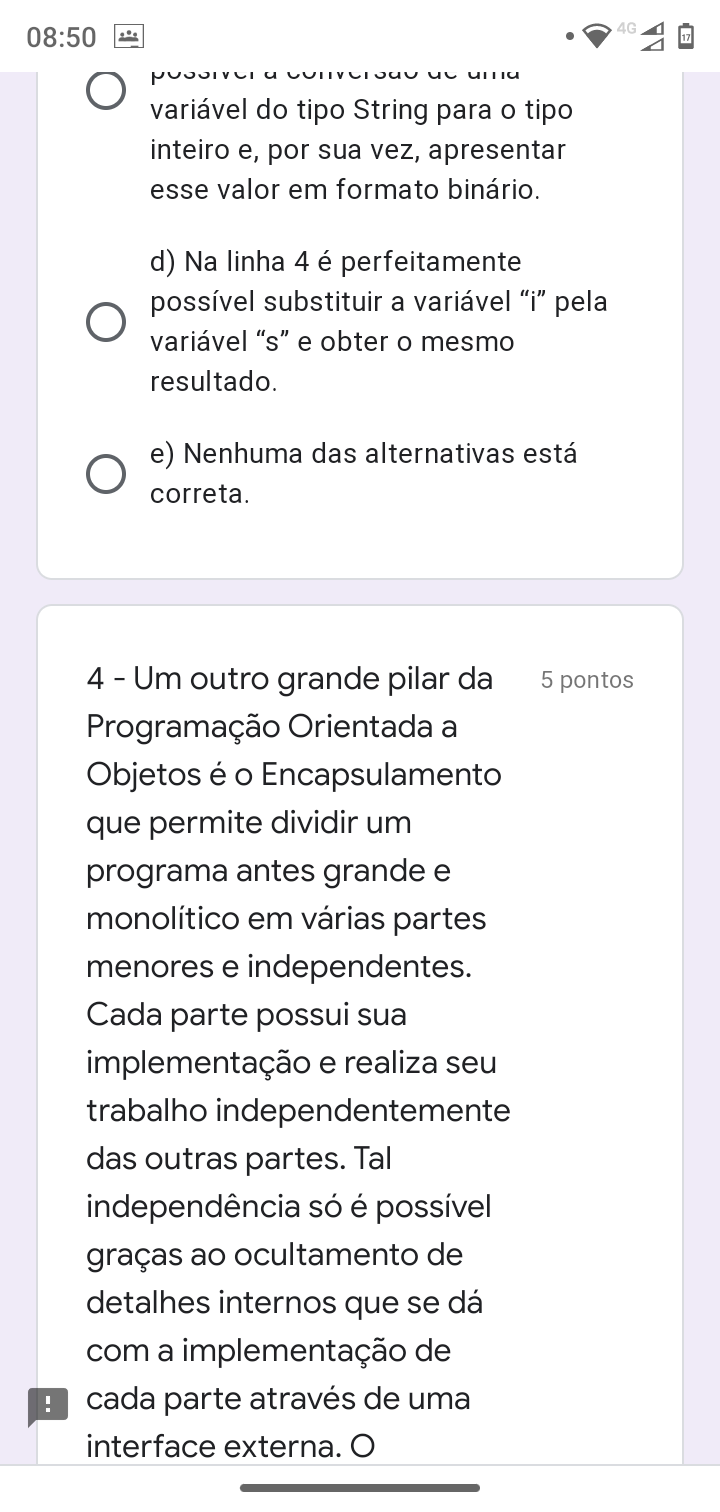 08:50
4G
17
possível a conversão de uma
variável do tipo String para o tipo
inteiro e, por sua vez, apresentar
esse valor em formato binário.
d) Na linha 4 é perfeitamente
possível substituir a variável “i” pela
variável “s” e obter o mesmo
resultado.
e) Nenhuma das alternativas está
correta.
4 - Um outro grande pilar da
5 pontos
Programação Orientada a
Objetos é o Encapsulamento
que permite dividir um
programa antes grande e
monolítico em várias partes
menores e independentes.
Cada parte possui sua
implementação e realiza seu
trabalho independentemente
das outras partes. Tal
independência só é possível
graças ao ocultamento de
detalhes internos que se dá
com a implementação de
cada parte através de uma
interface externa. O